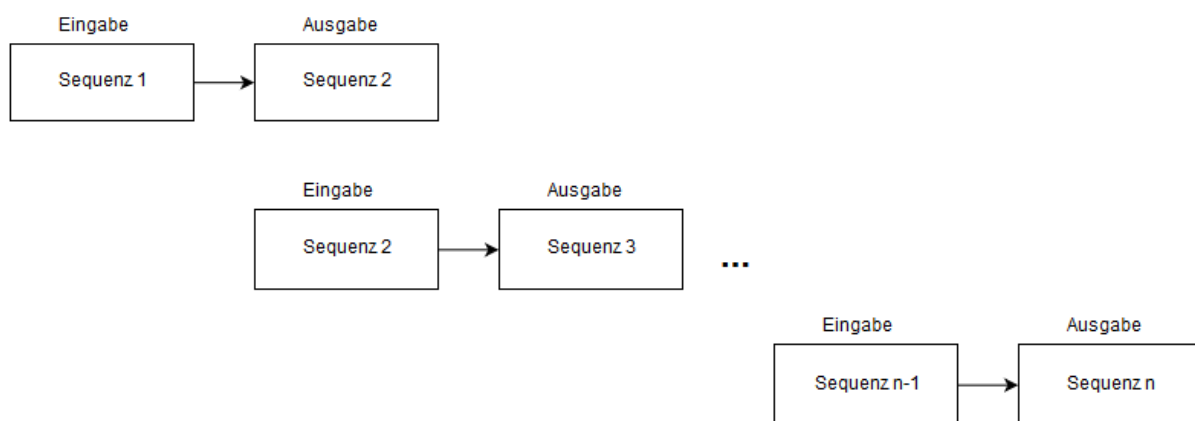 Eingabe
Ausgabe
Sequenz 1
Sequenz 2
Eingabe
Ausgabe
Sequenz 2
Sequenz 3
...
Eingabe
Ausgabe
Sequenz n-1
Sequenz n